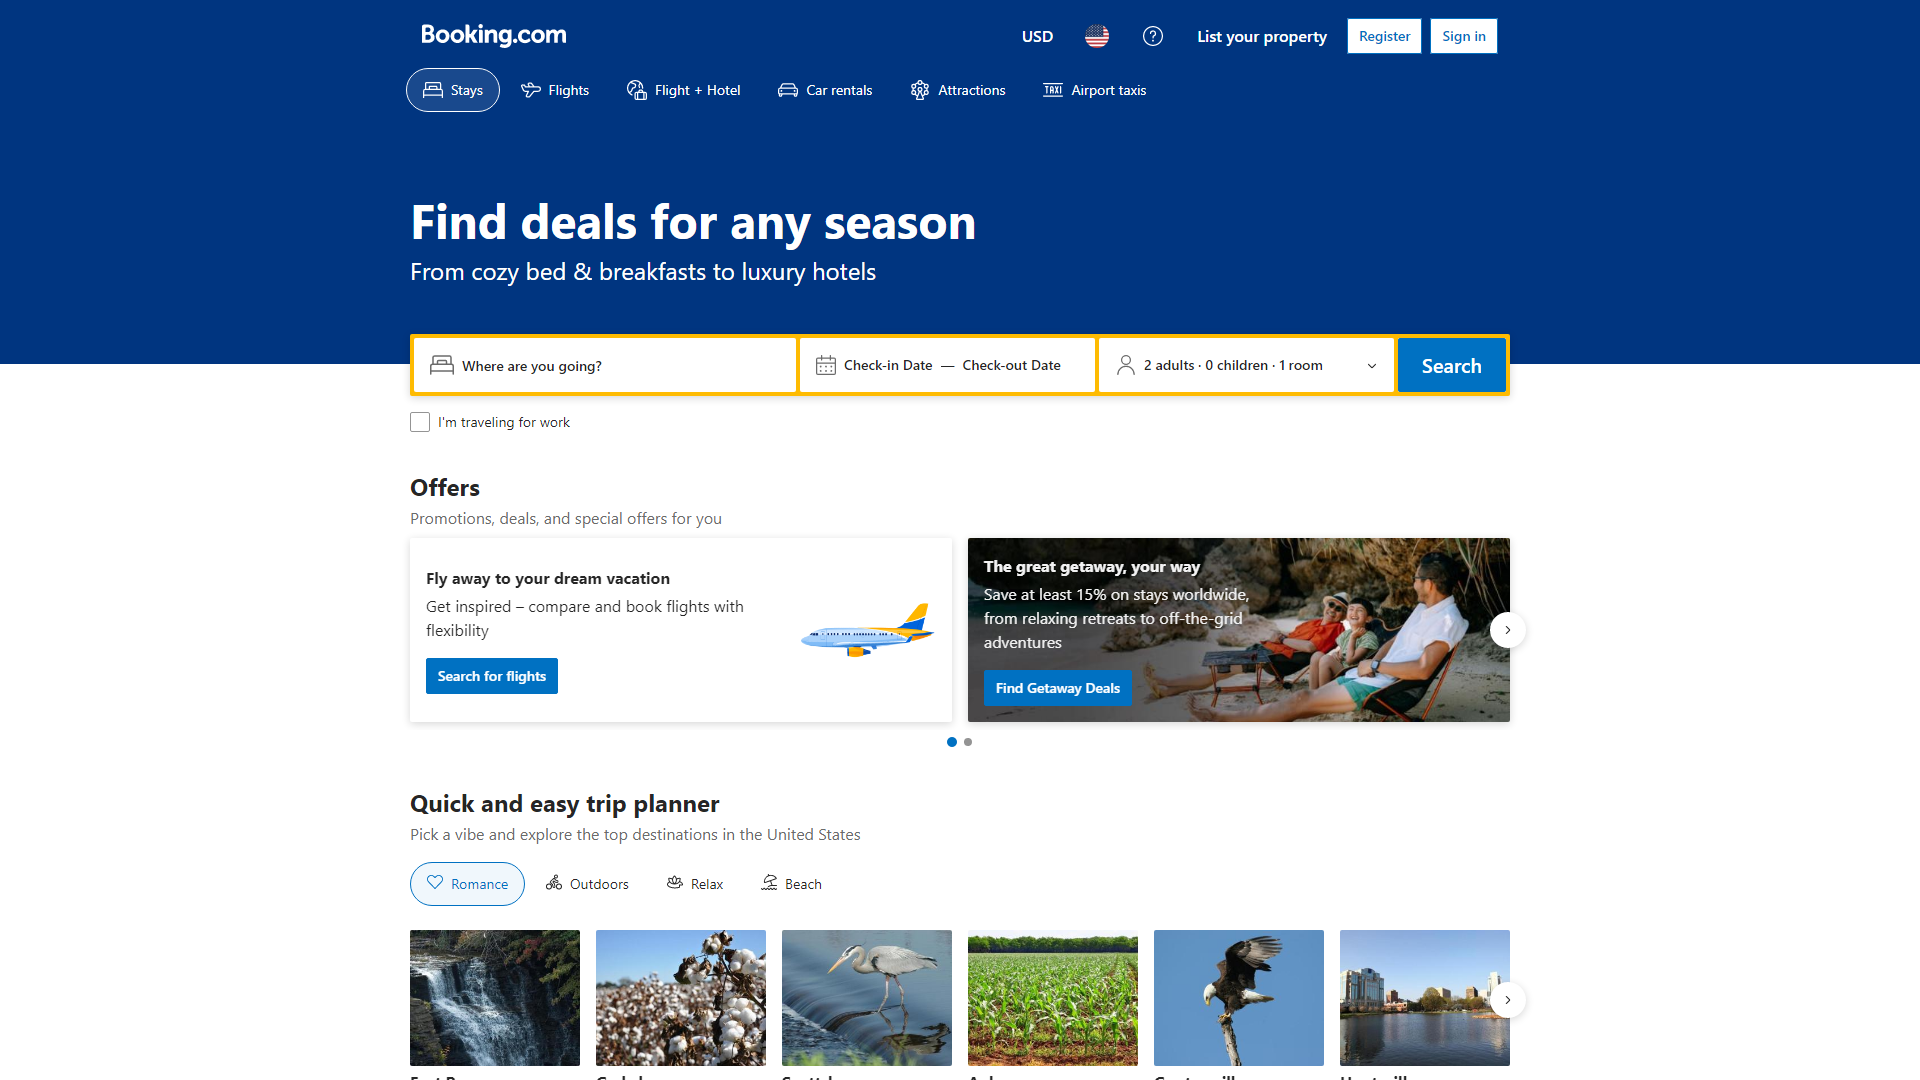 Booking.com
USD
List your property
Register
Sign in
Stays
Flights
Flight + Hotel
Car rentals
Attractions
TAXI
Airport taxis
Find deals for any season
From cozy bed & breakfasts to luxury hotels
Where are you going?
Check-in Date — Check-out Date
2 adults · 0 children · 1 room
Search
I'm traveling for work
Offers
Promotions, deals, and special offers for you
Fly away to your dream vacation
Get inspired – compare and book flights with
flexibility
Search for flights
The great getaway, your way
Save at least 15% on stays worldwide,
from relaxing retreats to off-the-grid
adventures
Find Getaway Deals
Quick and easy trip planner
Pick a vibe and explore the top destinations in the United States
Romance
Outdoors
Relax
Beach